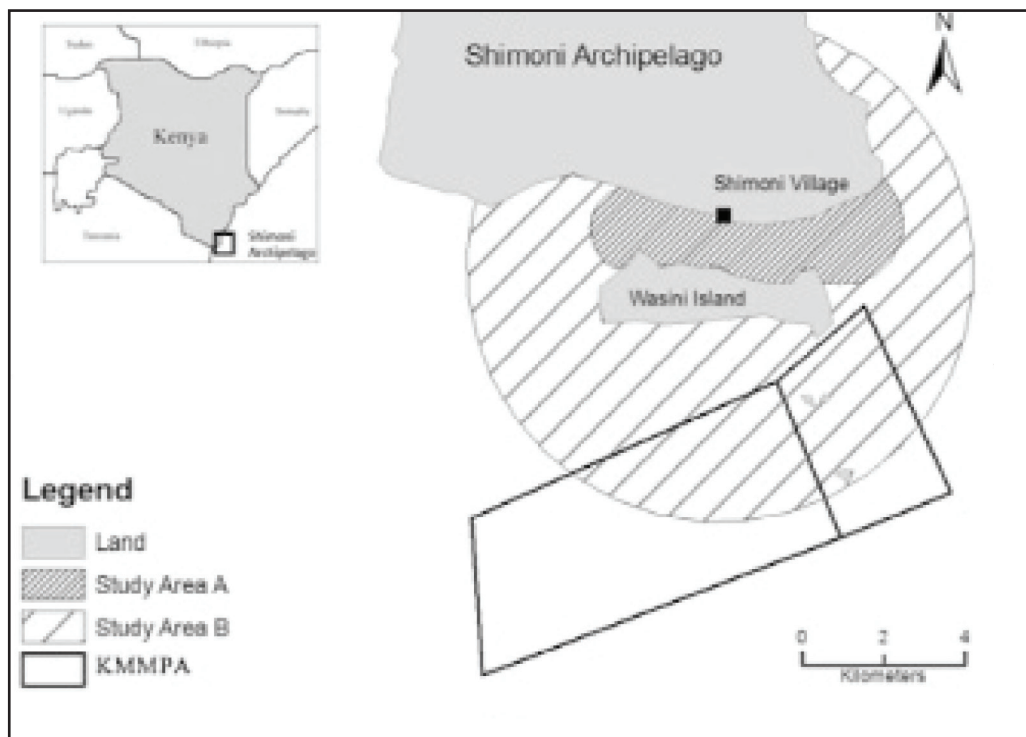 Sudan
Ethiopia
Uganda
Somalia
Kenya
Tanzania
Shimoni
Archipelago
Shimoni Archipelago
N
Shimoni Village
Wasini Island
Legend
Land
Study Area A
Study Area B
KMMPA
0 2 4
Kilometers